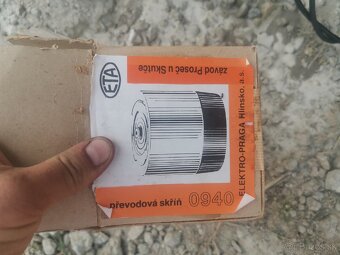 ETA
závod Proseč u Skutče
ELEKTRO-PRAGA Hlinsko, a.s.
převodová skříň 0940